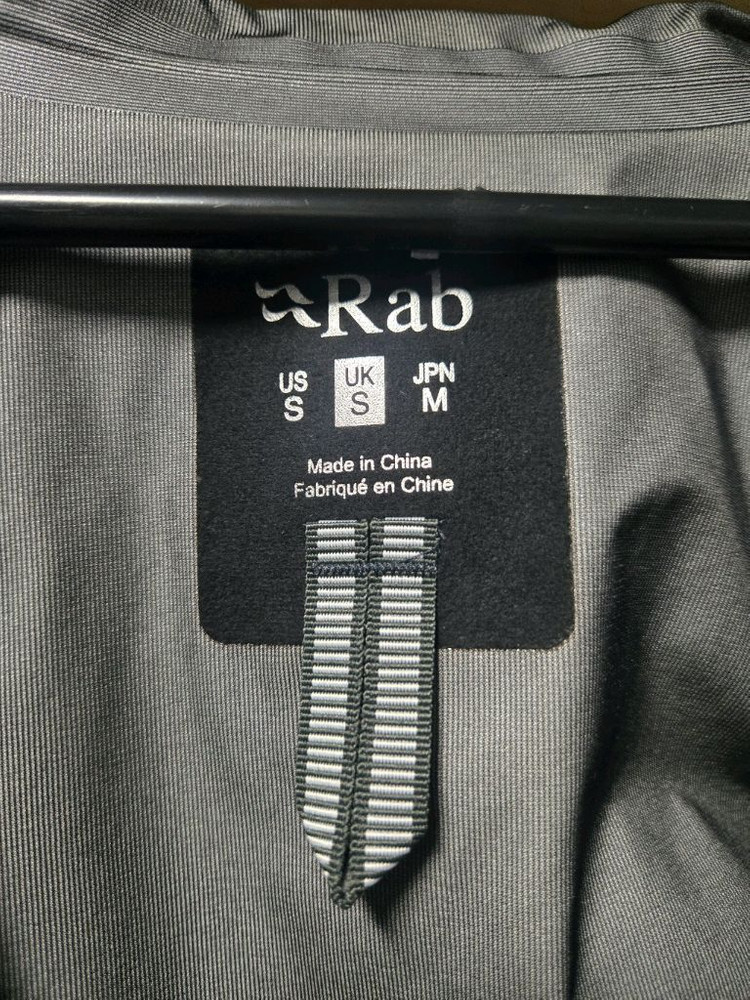 Rab
US UK JPN
S S M
Made in China
Fabriqué en Chine